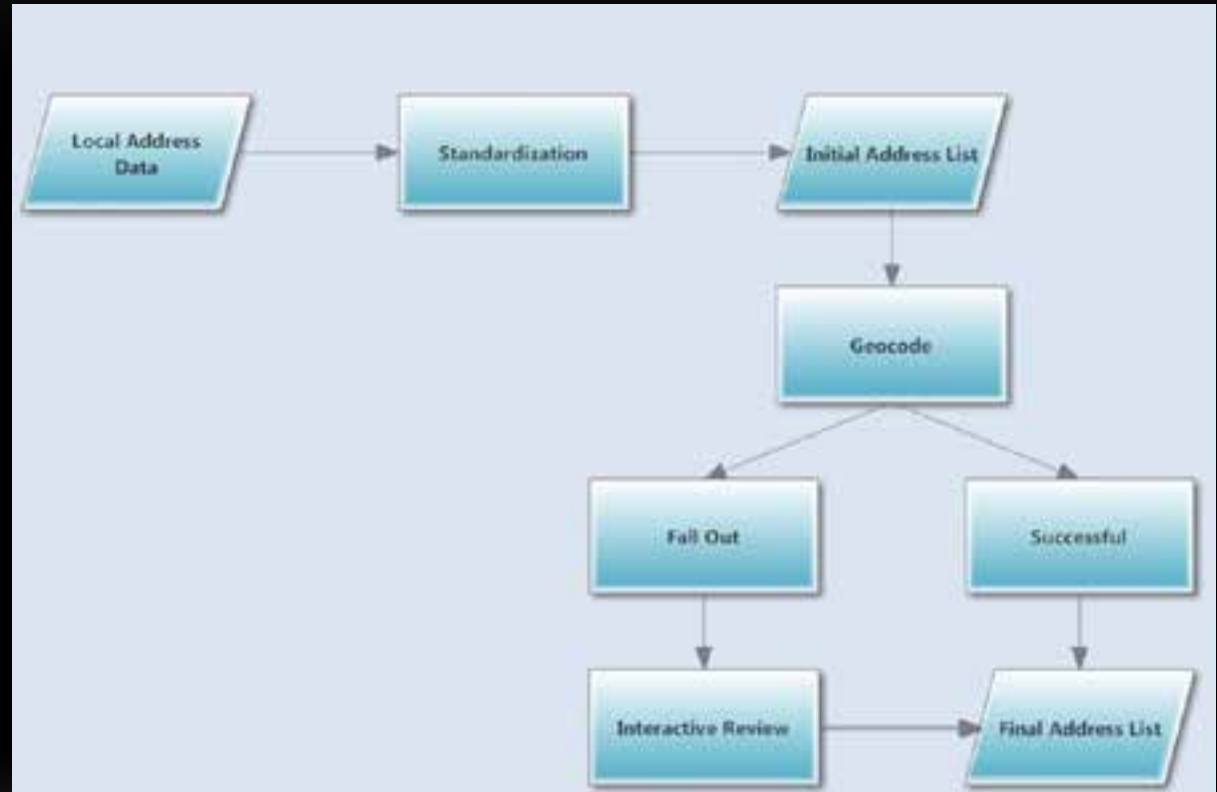 Local Address
Data
Standardization
Initial Address List
Geocode
Fall Out
Successful
Interactive Review
Final Address List